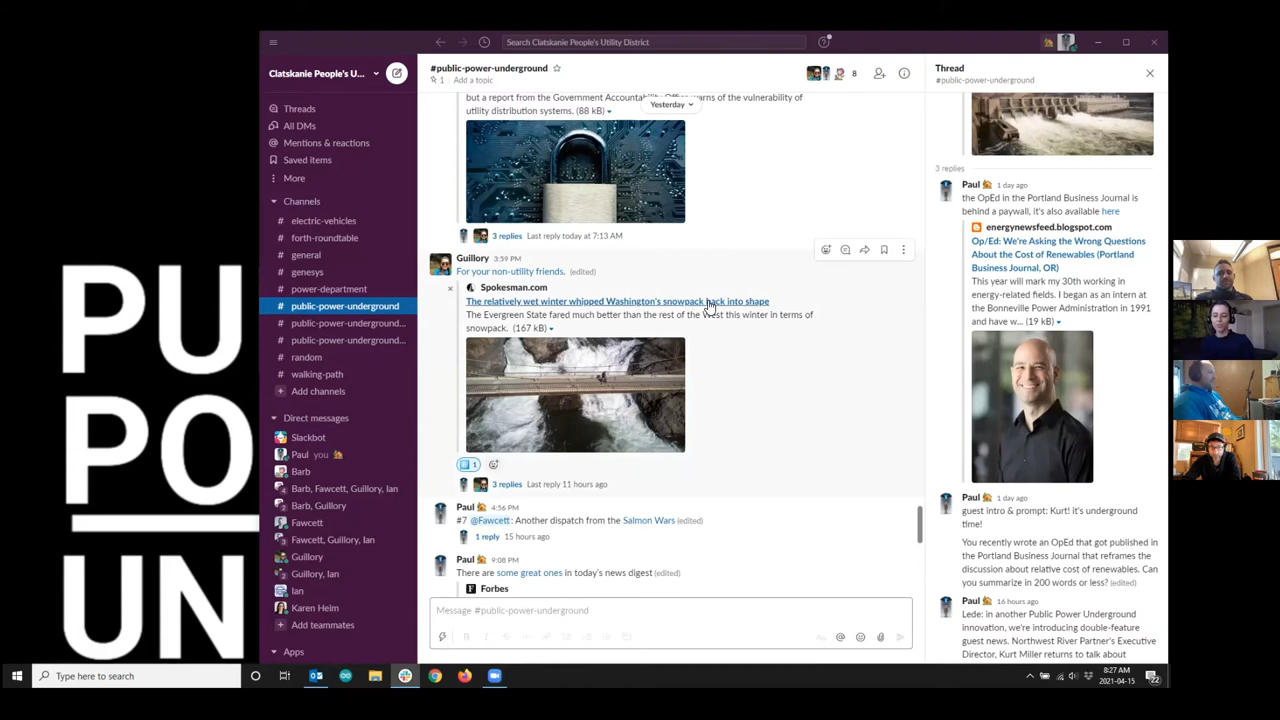 PU
PO
UN
Search Clatskanie People's Utility District
Clatskanie People's U...
Threads
All DMs
Mentions & reactions
Saved items
More
Channels
# electric-vehicles
# forth-roundtable
# general
# genesys
# power-department
# public-power-underground
# public-power-underground...
# public-power-underground...
# random
# walking-path
Add channels
Direct messages
Slackbot
Paul you
Barb
Barb, Fawcett, Guillory, Ian
Barb, Guillory
Fawcett
Fawcett, Guillory, Ian
Guillory
2 Guillory, Ian
Ian
Karen Heim
Add teammates
Apps
#public-power-underground
1 Add a topic
8
Yesterday
but a report from the Government Accountability Office warns of the vulnerability of
utility distribution systems. (88 kB)
3 replies Last reply today at 7:13 AM
Guillory 3:59 PM
For your non-utility friends. (edited)
Spokesman.com
The relatively wet winter whipped Washington's snowpack back into shape
The Evergreen State fared much better than the rest of the West this winter in terms of
snowpack. (167 kB)
1
3 replies Last reply 11 hours ago
Paul 4:56 PM
#7 @Fawcett: Another dispatch from the Salmon Wars (edited)
1 reply 15 hours ago
Paul 9:08 PM
There are some great ones in today's news digest (edited)
Forbes
Message #public-power-underground
Thread
#public-power-underground
3 replies
Paul 1 day ago
the OpEd in the Portland Business Journal is
behind a paywall, it's also available here
energynewsfeed.blogspot.com
Op/Ed: We're Asking the Wrong Questions
About the Cost of Renewables (Portland
Business Journal, OR)
This year will mark my 30th working in
energy-related fields. I began as an intern at
the Bonneville Power Administration in 1991
and have w... (19 kB)
Paul 1 day ago
guest intro & prompt: Kurt! it's underground
time!
You recently wrote an OpEd that got published in
the Portland Business Journal that reframes the
discussion about relative cost of renewables. Can
you summarize in 200 words or less? (edited)
Paul 16 hours ago
Lede: in another Public Power Underground
innovation, we're introducing double-feature
guest news. Northwest River Partner's Executive
Director, Kurt Miller returns to talk about
Type here to search
8:27 AM
2021-04-15
22